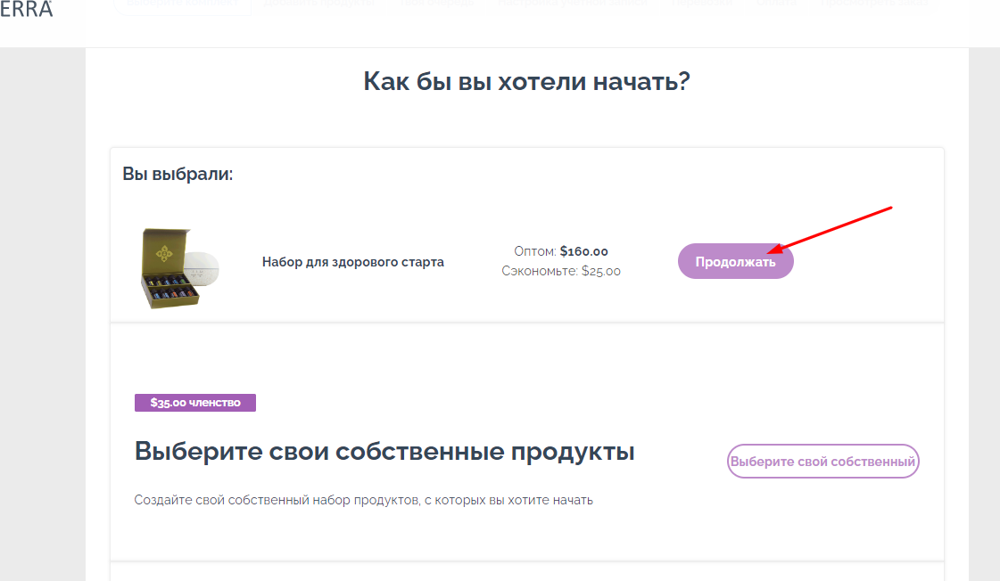 ERRA
Как бы вы хотели начать?
Вы выбрали:
Набор для здорового старта
Оптом: $160.00
Сэкономьте: $25.00
Продолжать
$35.00 членство
Выберите свои собственные продукты
Выберите свой собственный
Создайте свой собственный набор продуктов, с которых вы хотите начать